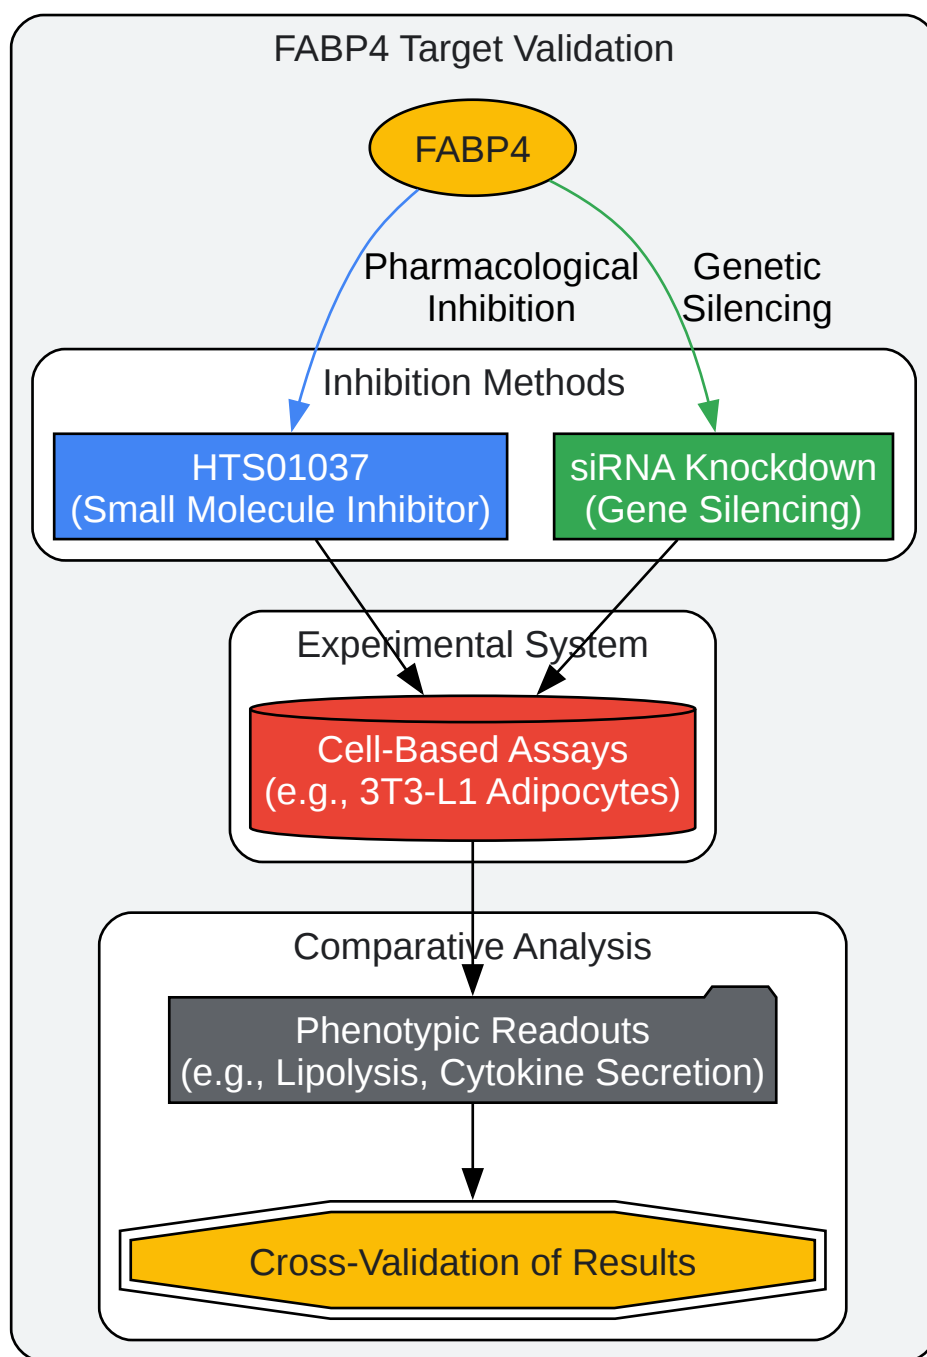 FABP4 Target Validation
FABP4
Pharmacological
Inhibition
Genetic
Silencing
Inhibition Methods
HTS01037
(Small Molecule Inhibitor)
siRNA Knockdown
(Gene Silencing)
Experimental System
Cell-Based Assays
(e.g., 3T3-L1 Adipocytes)
Comparative Analysis
Phenotypic Readouts
(e.g., Lipolysis, Cytokine Secretion)
Cross-Validation of Results